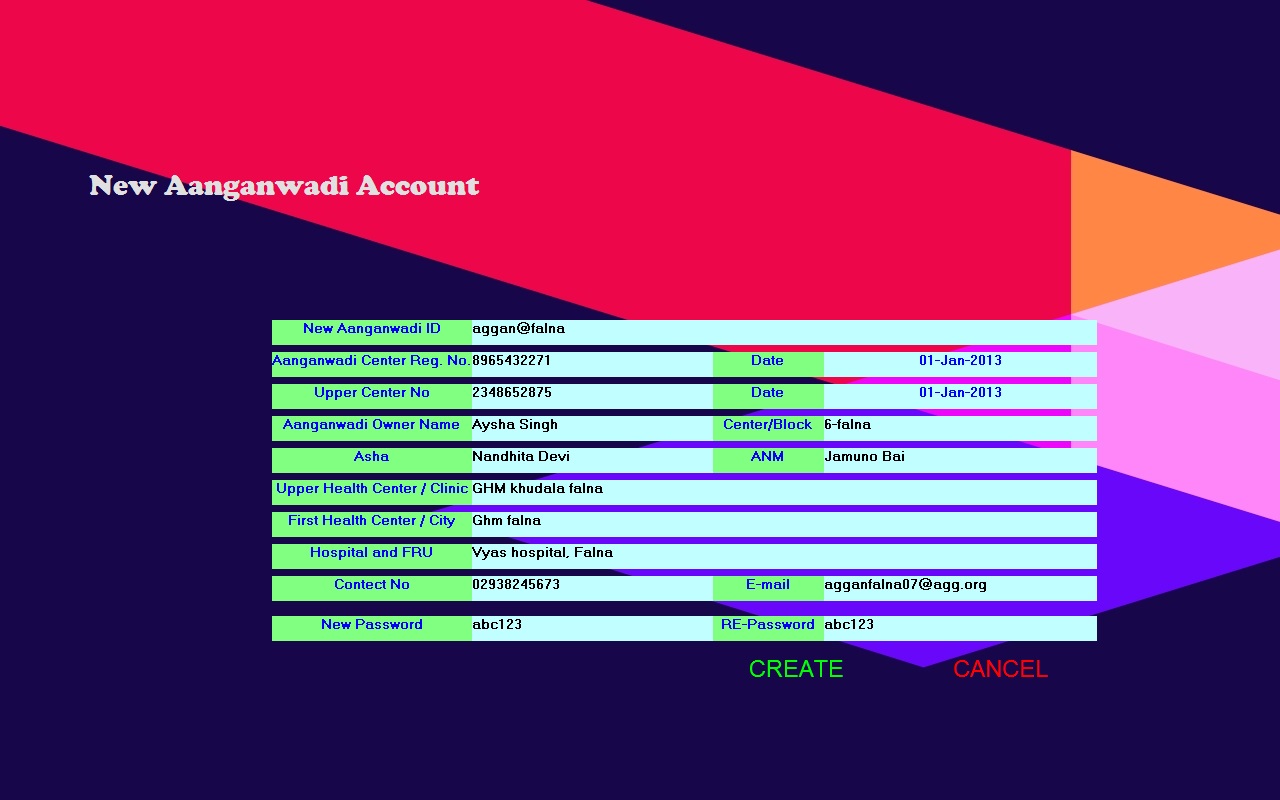 New Aanganwadi Account
New Aanganwadi ID aggan@falna
Aanganwadi Center Reg. No. 8965432271 Date 01-Jan-2013
Upper Center No 2348652875 Date 01-Jan-2013
Aanganwadi Owner Name Aysha Singh Center/Block 6-falna
Asha Nandhita Devi ANM Jamuno Bai
Upper Health Center / Clinic GHM khudala falna
First Health Center / City Ghm falna
Hospital and FRU Vyas hospital, Falna
Contect No 02938245673 E-mail agganfalna07@agg.org
New Password abc123 RE-Password abc123
CREATE CANCEL